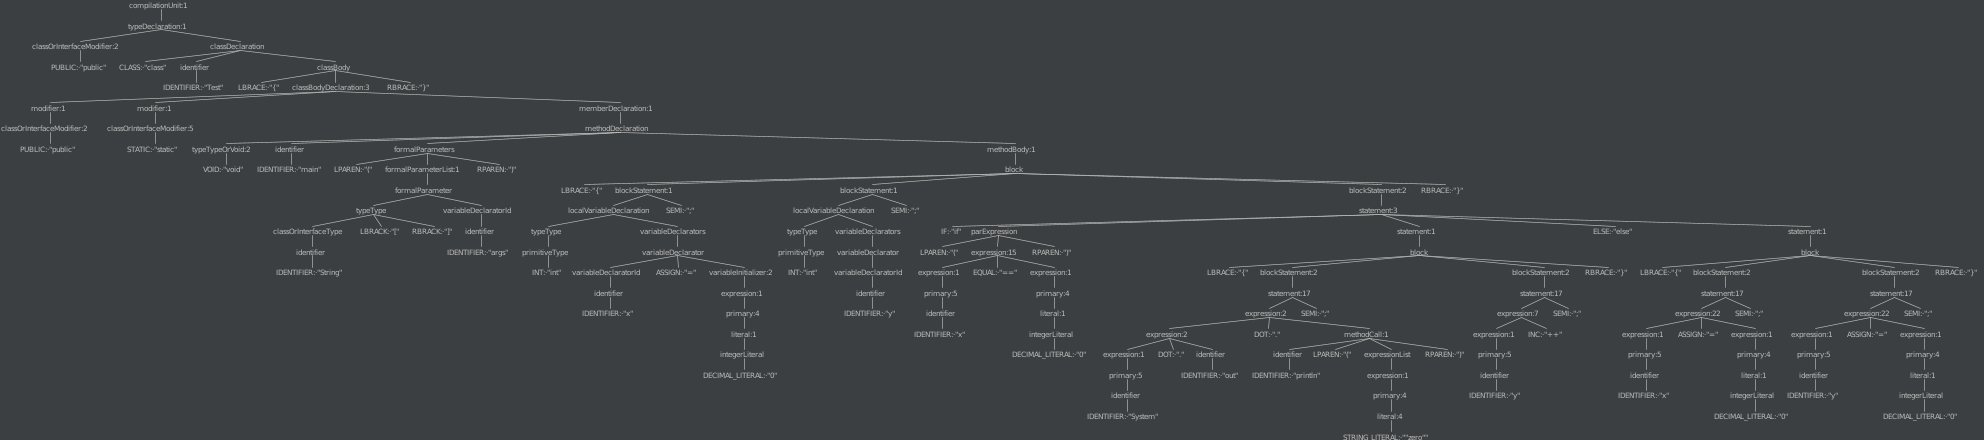 compilationUnit:1
typeDeclaration:1
classOrInterfaceModifier:2 classDeclaration
PUBLIC:-"public" CLASS:-"class" identifier classBody
IDENTIFIER:-"Test" LBRACE:-"{" classBodyDeclaration:3 RBRACE:-"}"
modifier:1 modifier:1 memberDeclaration:1
classOrInterfaceModifier:2 classOrInterfaceModifier:5 methodDeclaration
PUBLIC:-"public" STATIC:-"static" typeTypeOrVoid:2 identifier formalParameters methodBody:1
VOID:-"void" IDENTIFIER:-"main" LPAREN:-"(" formalParameterList:1 RPAREN:-")" block
formalParameter LBRACE:-"{" blockStatement:1 blockStatement:1 blockStatement:2 RBRACE:-"}"
typeType variableDeclaratorId localVariableDeclaration SEMI:-";" localVariableDeclaration SEMI:-";" statement:3
classOrInterfaceType LBRACK:-"[" RBRACK:-"]" identifier typeType variableDeclarators typeType variableDeclarators IF:-"if" parExpression statement:1 ELSE:-"else" statement:1
identifier IDENTIFIER:-"args" primitiveType variableDeclarator primitiveType variableDeclarator LPAREN:-"(" expression:15 RPAREN:-")" block block
IDENTIFIER:-"String" INT:-"int" variableDeclaratorId ASSIGN:-"=" variableInitializer:2 INT:-"int" variableDeclaratorId expression:1 EQUAL:-"==" expression:1 LBRACE:-"{" blockStatement:2 blockStatement:2 RBRACE:-"}" LBRACE:-"{" blockStatement:2 blockStatement:2 RBRACE:-"}"
identifier expression:1 identifier primary:5 primary:4 statement:17 statement:17 statement:17 statement:17
IDENTIFIER:-"x" primary:4 IDENTIFIER:-"y" identifier literal:1 expression:2 SEMI:-";" expression:7 SEMI:-";" expression:22 SEMI:-";" expression:22 SEMI:-";"
literal:1 IDENTIFIER:-"x" integerLiteral expression:2 DOT:-"." methodCall:1 expression:1 INC:-"++" expression:1 ASSIGN:-"=" expression:1 expression:1 ASSIGN:-"=" expression:1
integerLiteral DECIMAL_LITERAL:-"0" expression:1 DOT:-"." identifier identifier LPAREN:-"(" expressionList RPAREN:-")" primary:5 primary:5 primary:4 primary:5 primary:4
DECIMAL_LITERAL:-"0" primary:5 IDENTIFIER:-"out" IDENTIFIER:-"println" expression:1 identifier identifier literal:1 identifier literal:1
identifier primary:4 IDENTIFIER:-"y" IDENTIFIER:-"x" integerLiteral IDENTIFIER:-"y" integerLiteral
IDENTIFIER:-"System" literal:4 DECIMAL_LITERAL:-"0" DECIMAL_LITERAL:-"0"
STRING_LITERAL:-""zero""